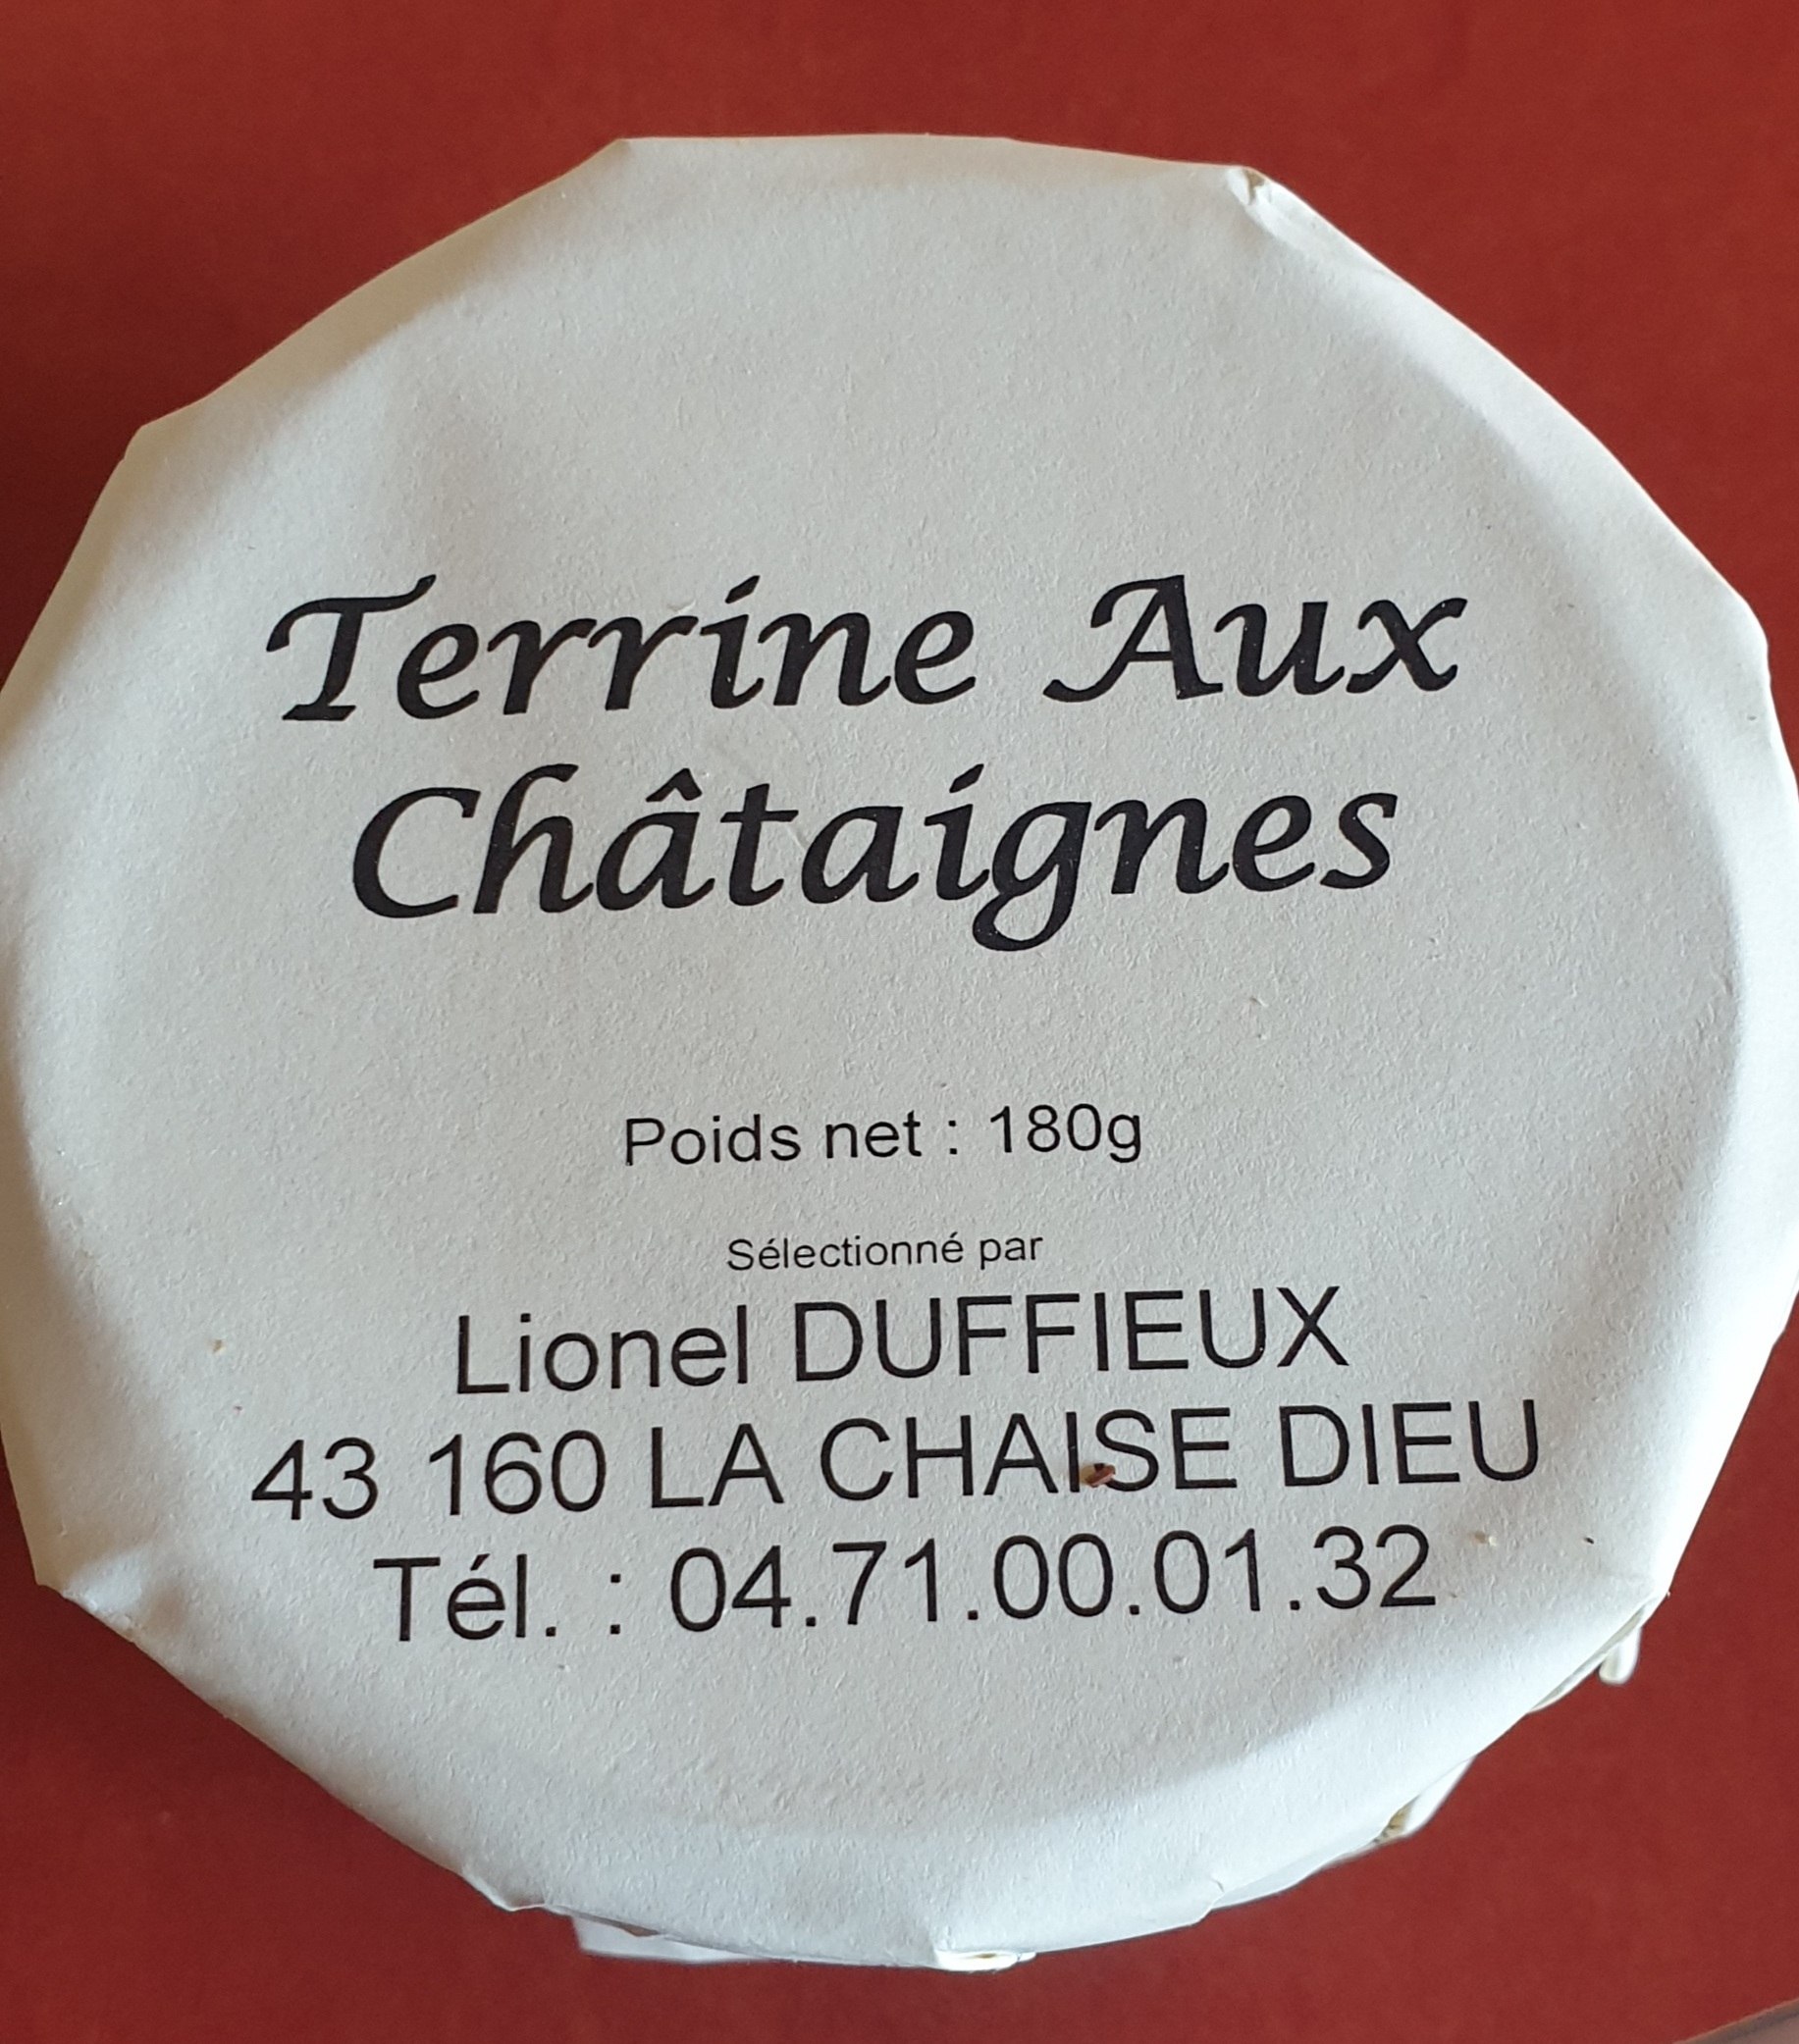 Terrine Aux
Châtaignes
Poids net : 180g
Sélectionné par
Lionel DUFFIEUX
43 160 LA CHAISE DIEU
Tél. : 04.71.00.01.32